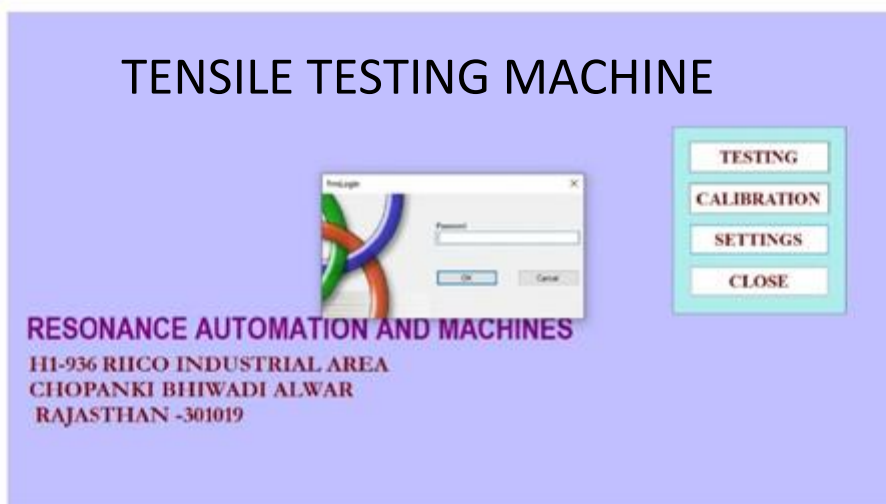 TENSILE TESTING MACHINE
frmLogin
Password
OK
Cancel
TESTING
CALIBRATION
SETTINGS
CLOSE
RESONANCE AUTOMATION AND MACHINES
H1-936 RIICO INDUSTRIAL AREA
CHOPANKI BHIWADI ALWAR
RAJASTHAN -301019